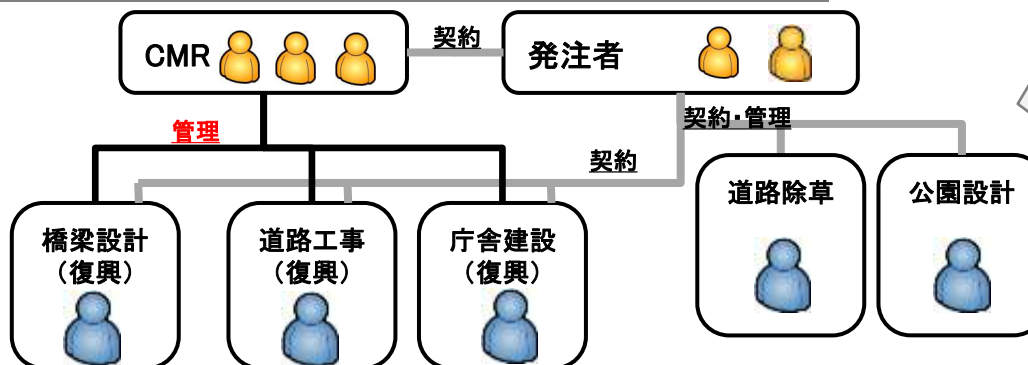 CMR
契約
発注者
管理
契約・管理
契約
道路除草
公園設計
橋梁設計
（復興）
道路工事
（復興）
庁舎建設
（復興）